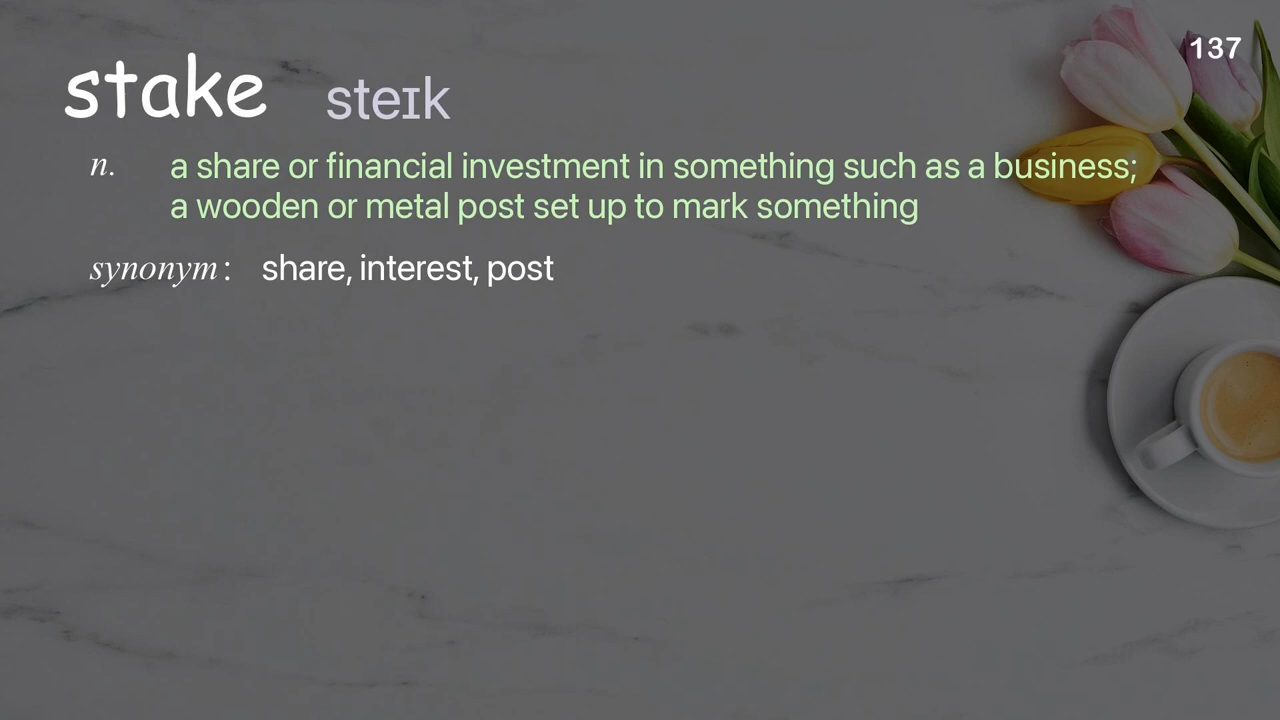 137
stake steɪk
n. a share or financial investment in something such as a business;
a wooden or metal post set up to mark something
synonym: share, interest, post